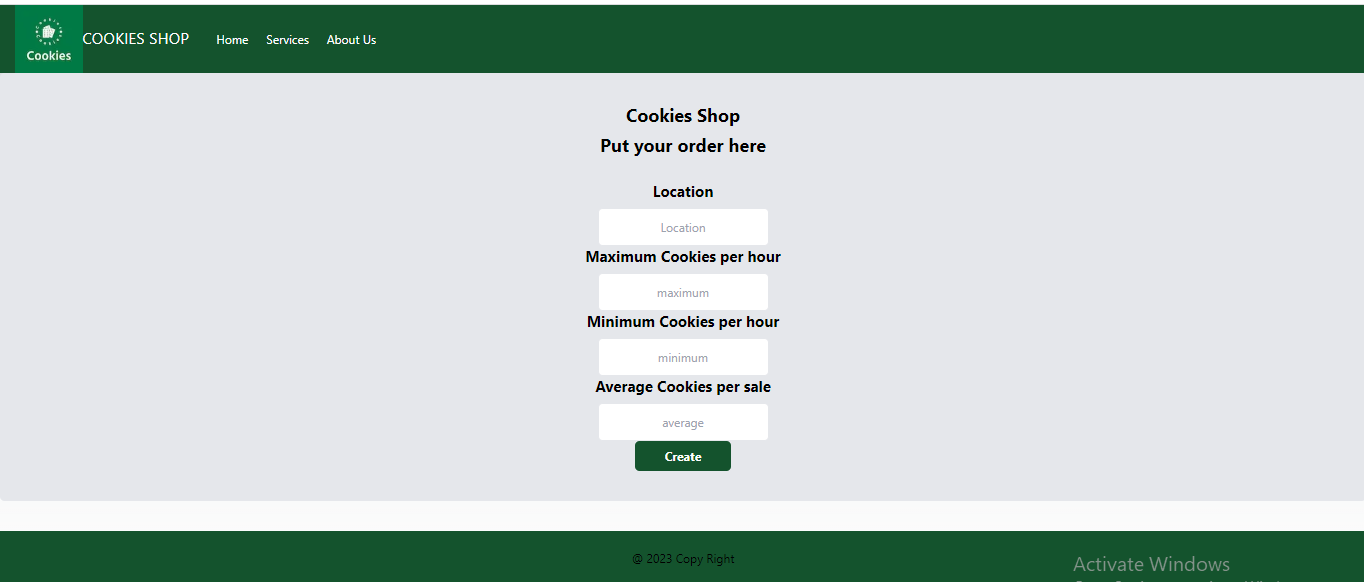 Cookies
COOKIES SHOP
Home
Services
About Us
Cookies Shop
Put your order here
Location
Location
Maximum Cookies per hour
maximum
Minimum Cookies per hour
minimum
Average Cookies per sale
average
Create
@ 2023 Copy Right
Activate Windows